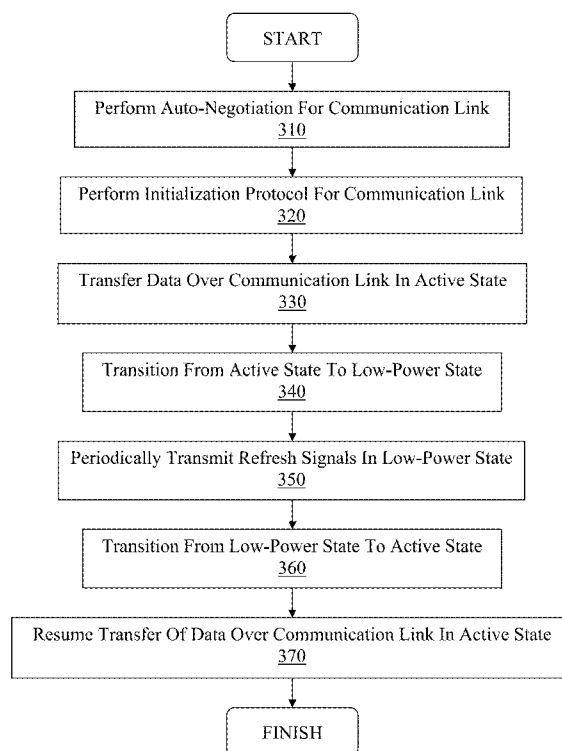 START
Perform Auto-Negotiation For Communication Link
310
Perform Initialization Protocol For Communication Link
320
Transfer Data Over Communication Link In Active State
330
Transition From Active State To Low-Power State
340
Periodically Transmit Refresh Signals In Low-Power State
350
Transition From Low-Power State To Active State
360
Resume Transfer Of Data Over Communication Link In Active State
370
FINISH